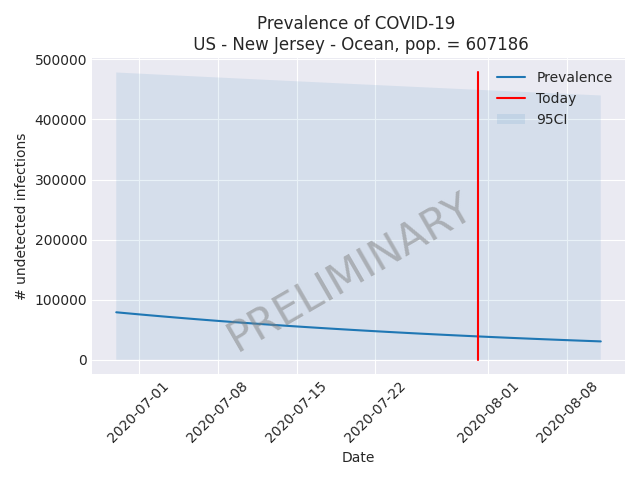 Prevalence of COVID-19
US - New Jersey - Ocean, pop. = 607186
500000
400000
300000
200000
100000
0
# undetected infections
Prevalence
Today
95CI
PRELIMINARY
2020-07-01
2020-07-08
2020-07-15
2020-07-22
2020-08-01
2020-08-08
Date